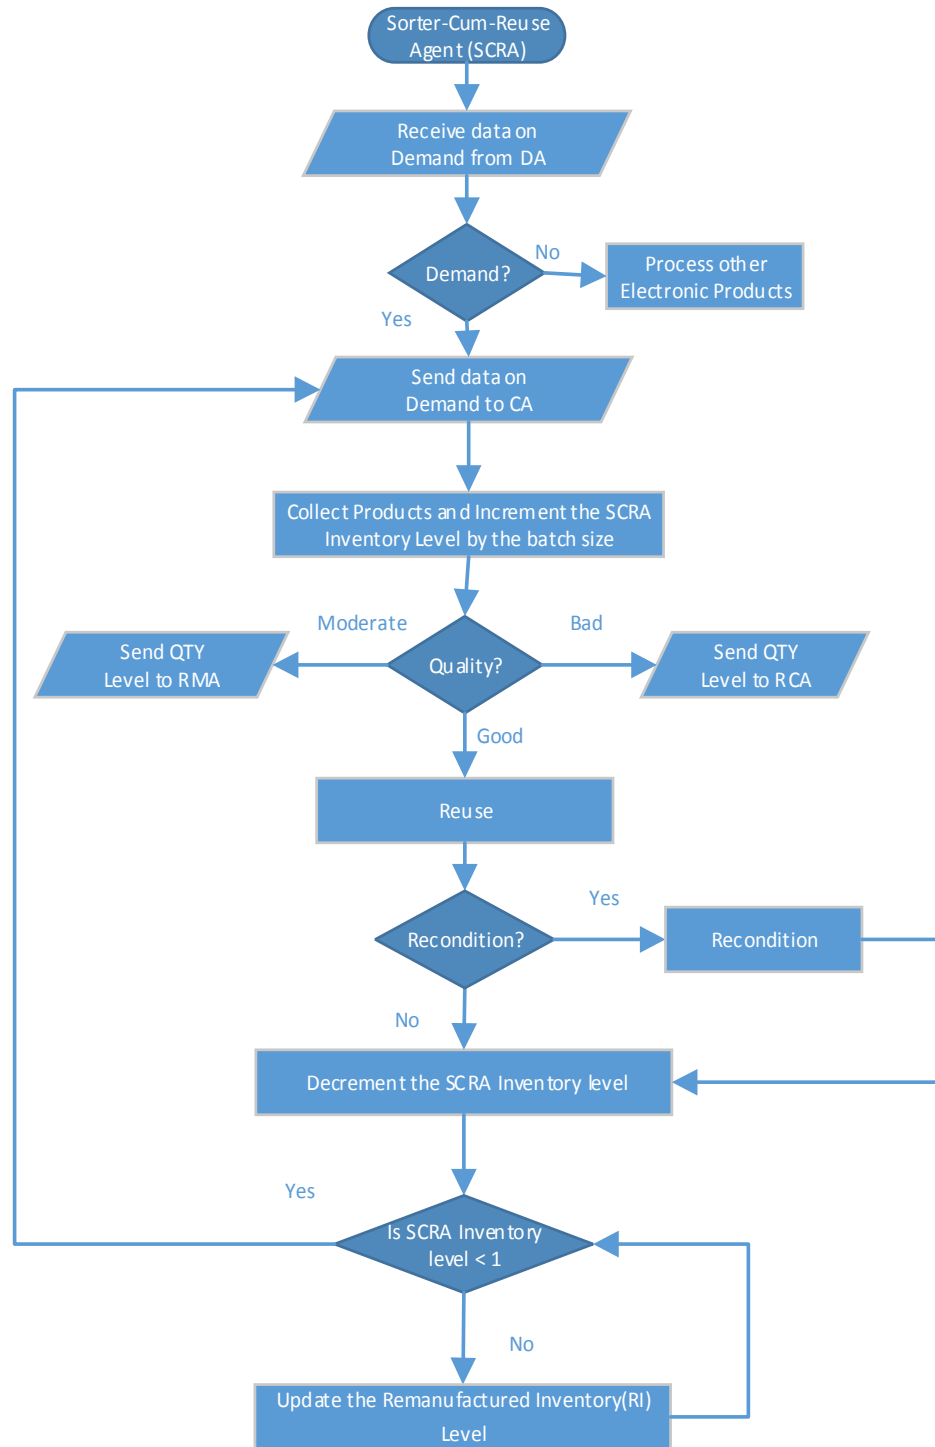 Sorter-Cum-Reuse
Agent (SCRA)
Receive data on
Demand from DA
Demand?
No
Process other
Electronic Products
Yes
Send data on
Demand to CA
Collect Products and Increment the SCRA
Inventory Level by the batch size
Moderate
Bad
Send QTY
Level to RMA
Quality?
Send QTY
Level to RCA
Good
Reuse
Recondition?
Yes
Recondition
No
Decrement the SCRA Inventory level
Yes
Is SCRA Inventory
level < 1
No
Update the Remanufactured Inventory(RI)
Level